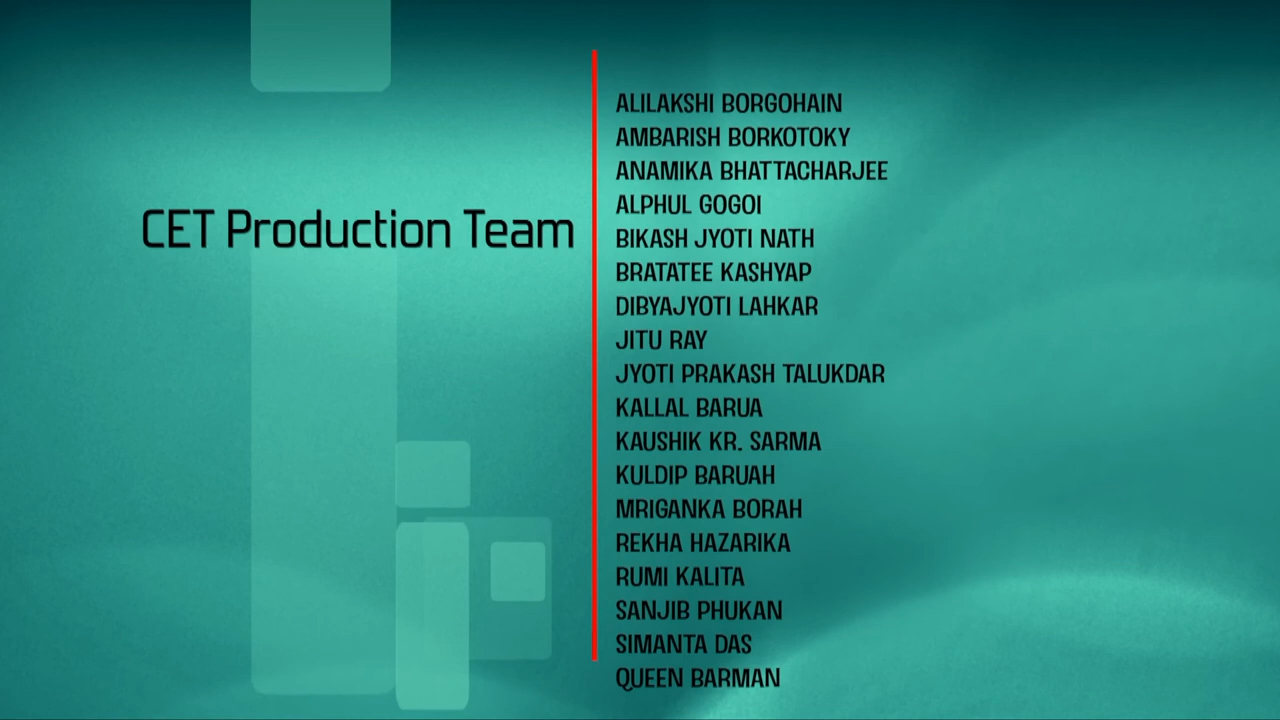 CET Production Team
ALILAKSHI BORGOHAIN
AMBARISH BORKOTOKY
ANAMIKA BHATTACHARJEE
ALPHUL GOGOI
BIKASH JYOTI NATH
BRATATEE KASHYAP
DIBYAJYOTI LAHKAR
JITU RAY
JYOTI PRAKASH TALUKDAR
KALLAL BARUA
KAUSHIK KR. SARMA
KULDIP BARUAH
MRIGANKA BORAH
REKHA HAZARIKA
RUMI KALITA
SANJIB PHUKAN
SIMANTA DAS
QUEEN BARMAN